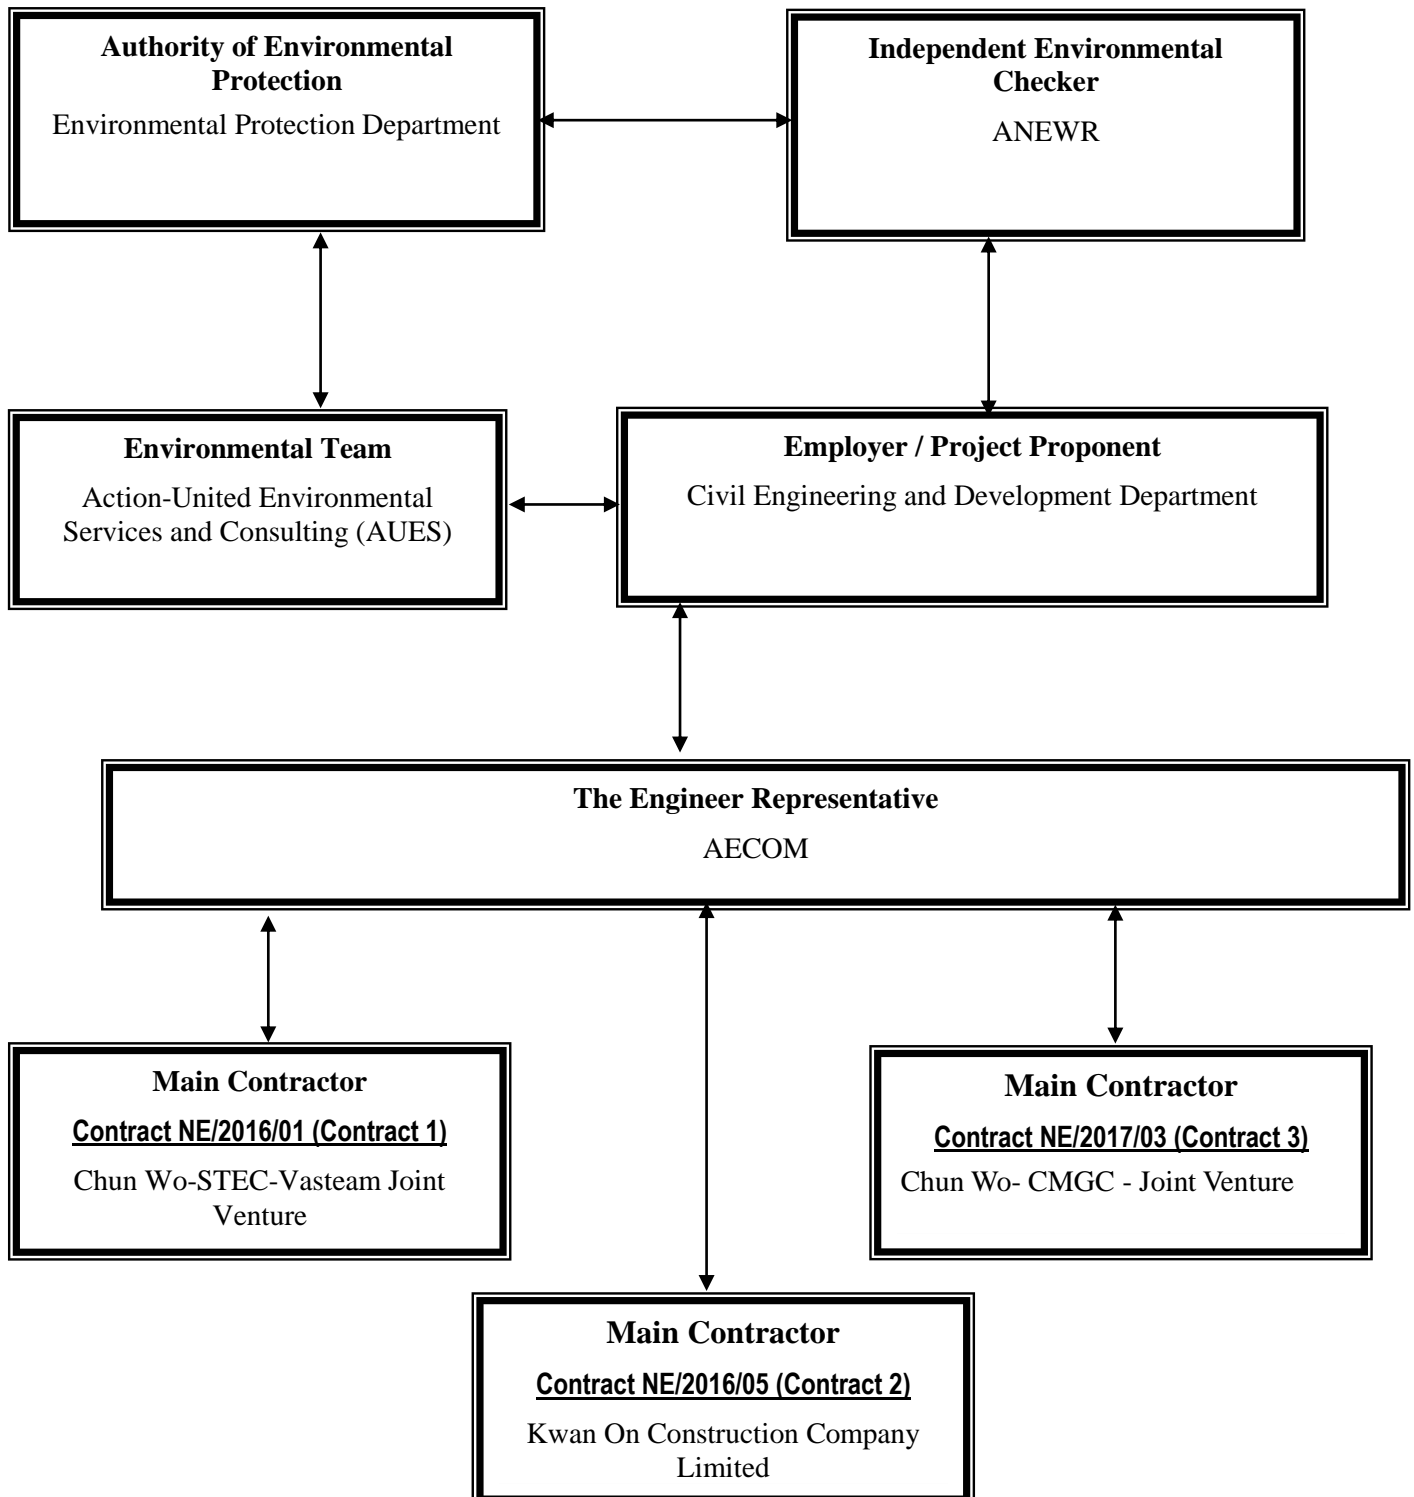 Authority of Environmental
Protection
Environmental Protection Department
Independent Environmental
Checker
ANEWR
Environmental Team
Action-United Environmental
Services and Consulting (AUES)
Employer / Project Proponent
Civil Engineering and Development Department
The Engineer Representative
AECOM
Main Contractor
Contract NE/2016/01 (Contract 1)
Chun Wo-STEC-Vasteam Joint
Venture
Main Contractor
Contract NE/2017/03 (Contract 3)
Chun Wo- CMGC - Joint Venture
Main Contractor
Contract NE/2016/05 (Contract 2)
Kwan On Construction Company
Limited